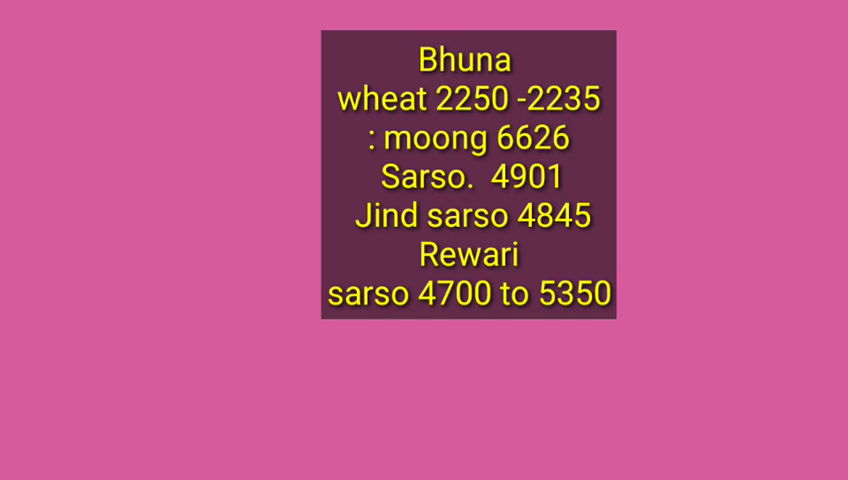 Bhuna
wheat 2250 -2235
: moong 6626
Sarso.  4901
Jind sarso 4845
Rewari
sarso 4700 to 5350